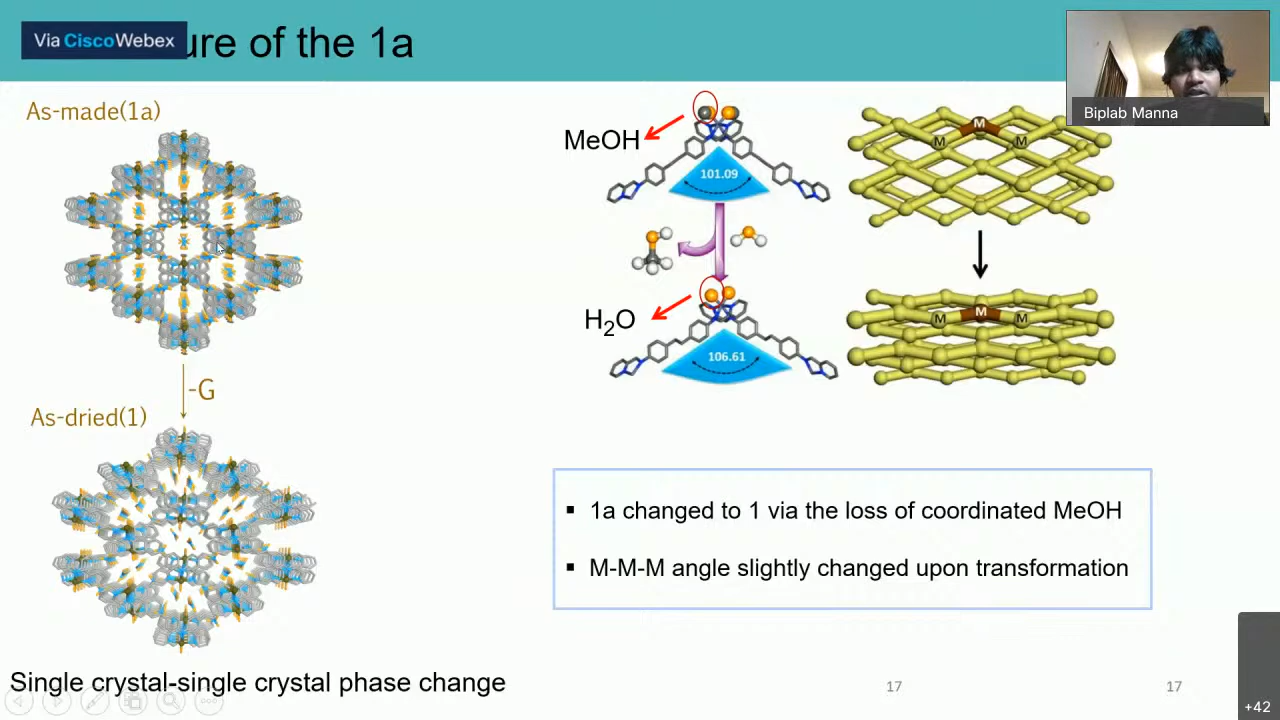 Via CiscoWebex
ure of the 1a
Biplab Manna
As-made(1a)
-G
As-dried(1)
Single crystal-single crystal phase change
MeOH
101.09
H2O
106.61
M
M M
M M M
▪ 1a changed to 1 via the loss of coordinated MeOH
▪ M-M-M angle slightly changed upon transformation
17
17
+42